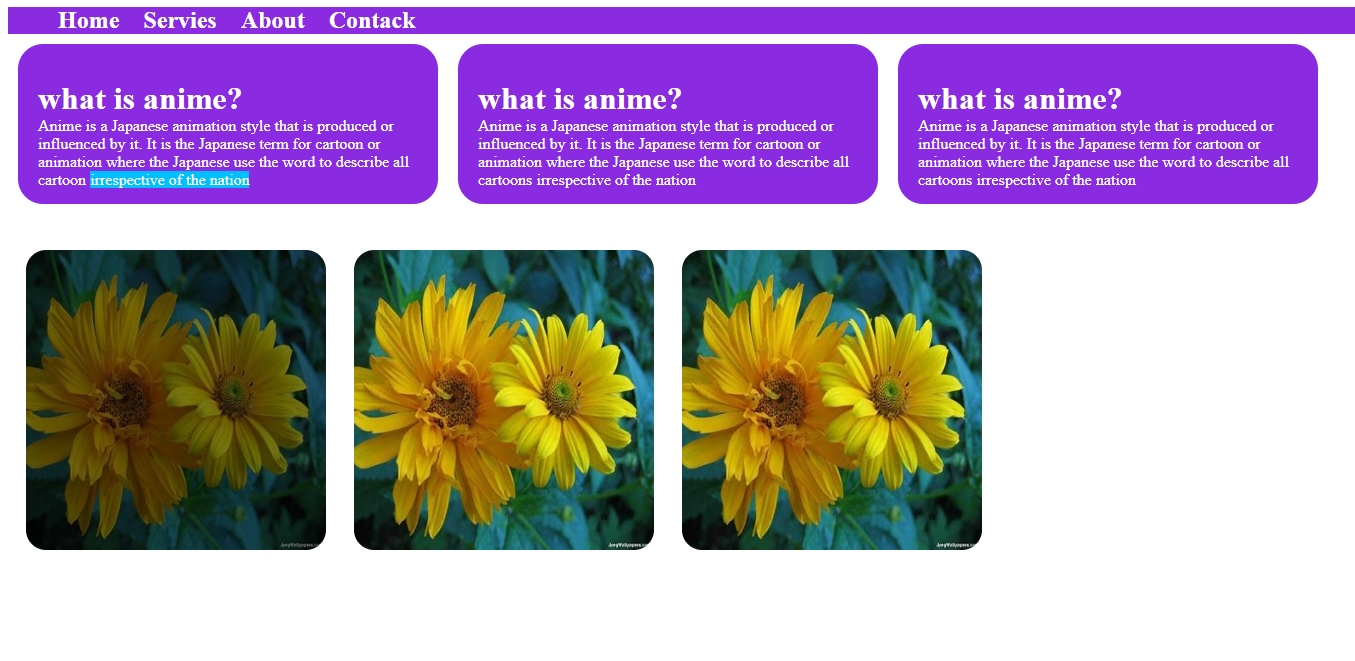 Home Servies About Contack
what is anime?
Anime is a Japanese animation style that is produced or
influenced by it. It is the Japanese term for cartoon or
animation where the Japanese use the word to describe all
cartoon irrespective of the nation
what is anime?
Anime is a Japanese animation style that is produced or
influenced by it. It is the Japanese term for cartoon or
animation where the Japanese use the word to describe all
cartoons irrespective of the nation
what is anime?
Anime is a Japanese animation style that is produced or
influenced by it. It is the Japanese term for cartoon or
animation where the Japanese use the word to describe all
cartoons irrespective of the nation